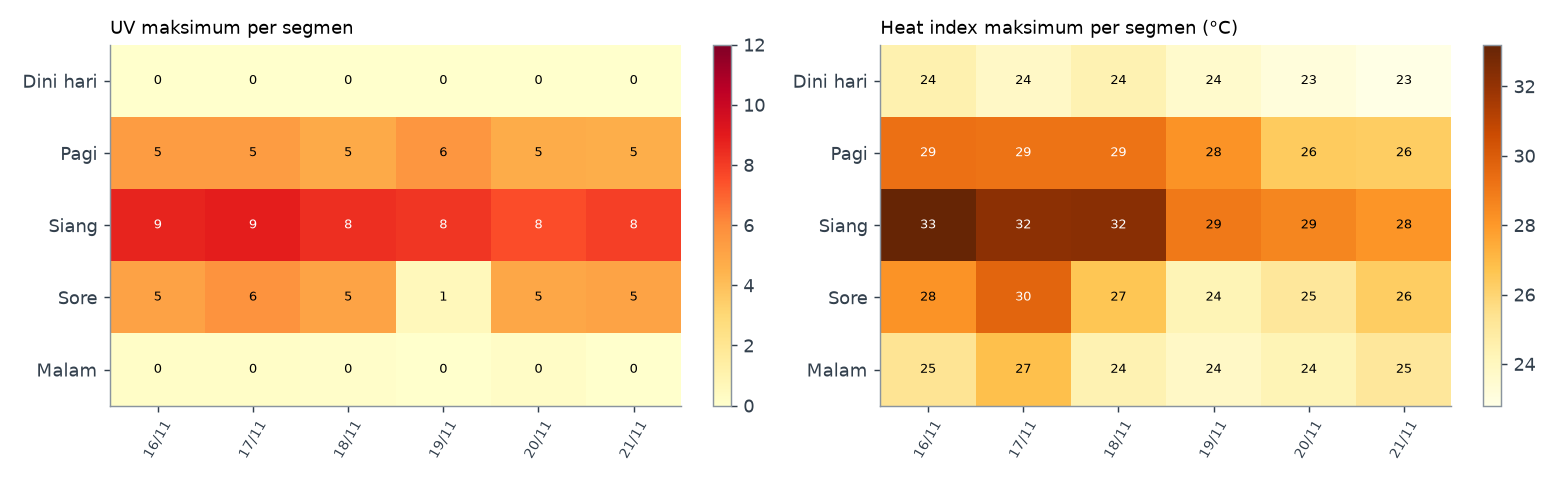 UV maksimum per segmen
Dini hari 0 0 0 0 0 0
Pagi 5 5 5 6 5 5
Siang 9 9 8 8 8 8
Sore 5 6 5 1 5 5
Malam 0 0 0 0 0 0
16/11 17/11 18/11 19/11 20/11 21/11
12
10
8
6
4
2
0
Heat index maksimum per segmen (°C)
Dini hari 24 24 24 24 23 23
Pagi 29 29 29 28 26 26
Siang 33 32 32 29 29 28
Sore 28 30 27 24 25 26
Malam 25 27 24 24 24 25
16/11 17/11 18/11 19/11 20/11 21/11
32
30
28
26
24